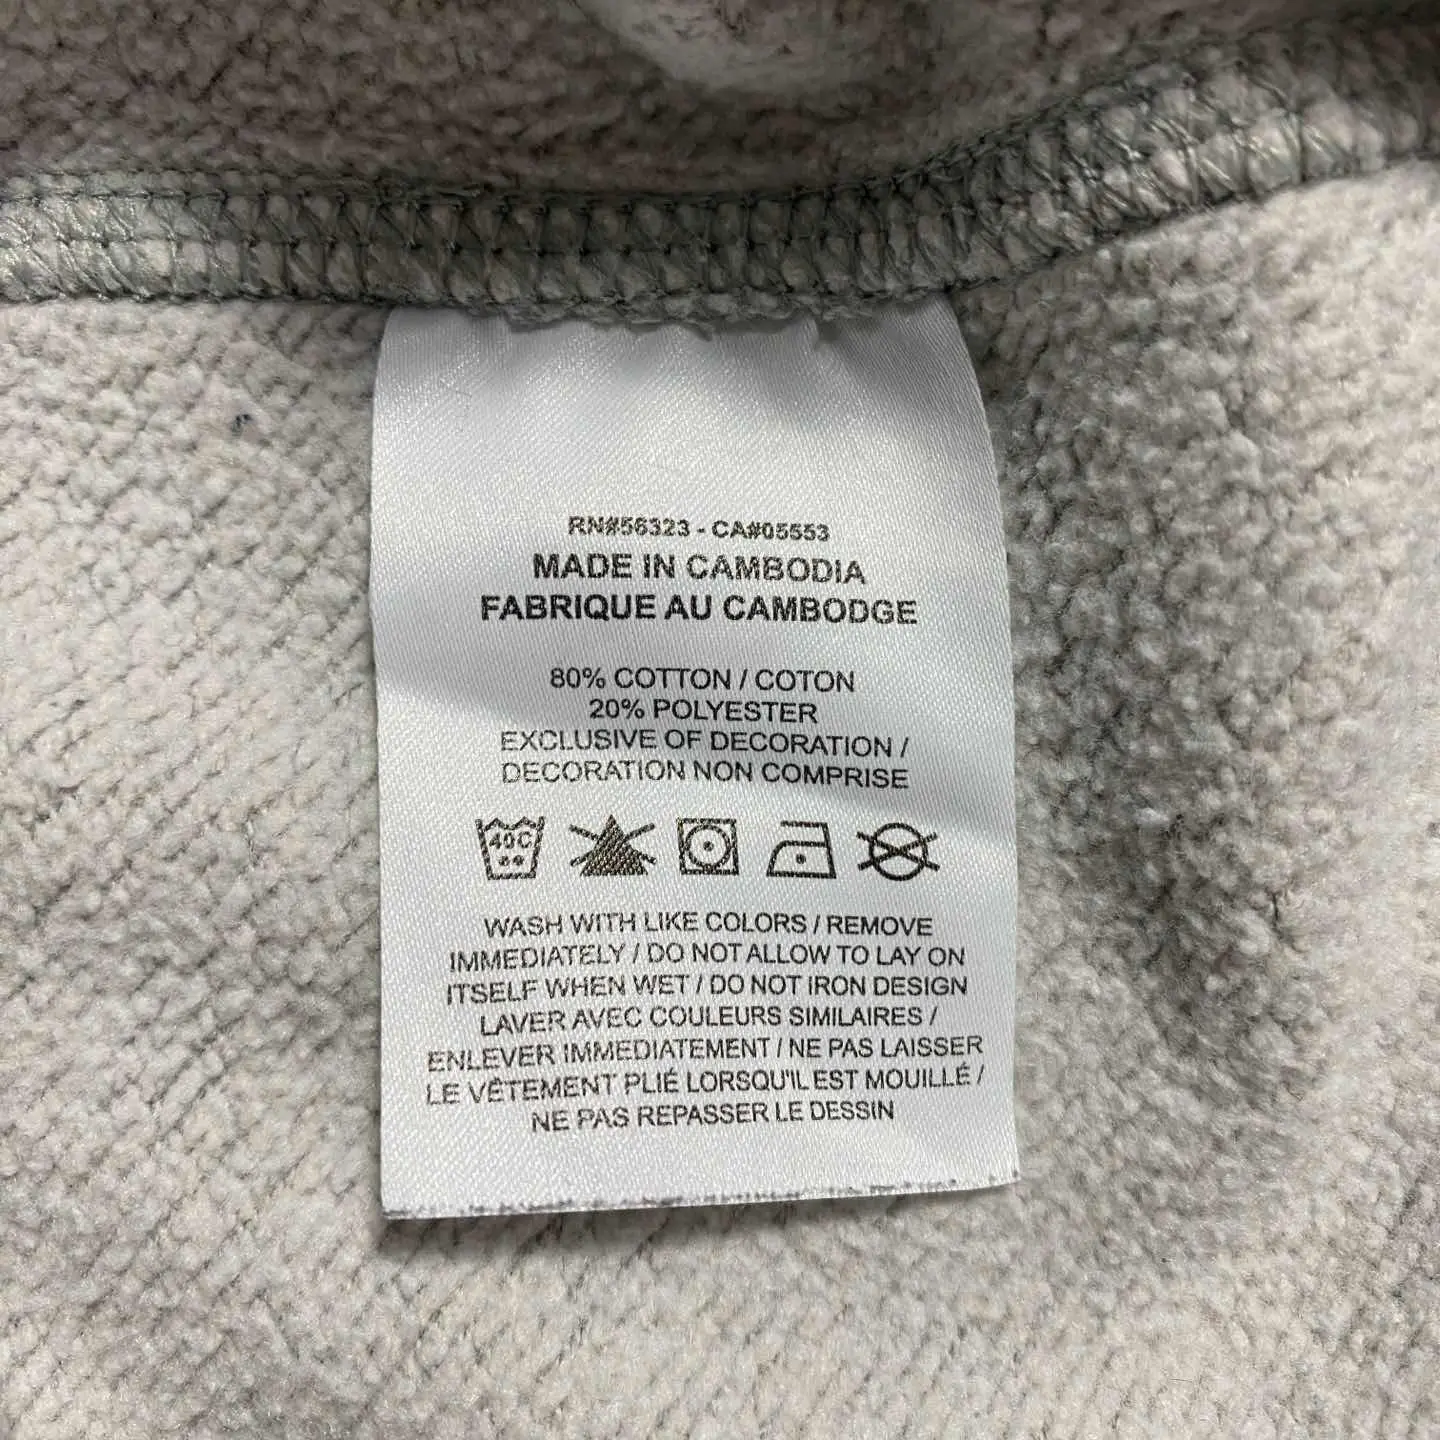 RN#56323 - CA#05553
MADE IN CAMBODIA
FABRIQUE AU CAMBODGE
80% COTTON / COTON
20% POLYESTER
EXCLUSIVE OF DECORATION /
DECORATION NON COMPRISE
40C
WASH WITH LIKE COLORS / REMOVE
IMMEDIATELY / DO NOT ALLOW TO LAY ON
ITSELF WHEN WET / DO NOT IRON DESIGN
LAVER AVEC COULEURS SIMILAIRES /
ENLEVER IMMEDIATEMENT / NE PAS LAISSER
LE VÊTEMENT PLIÉ LORSQU'IL EST MOUILLÉ /
NE PAS REPASSER LE DESSIN